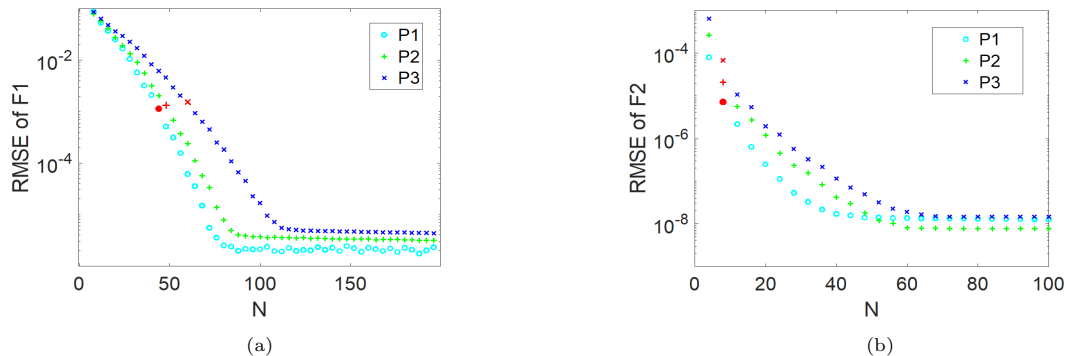 RMSE of F1
10^-2
10^-4
P1
P2
P3
0 50 100 150
N
(a)
RMSE of F2
10^-4
10^-6
10^-8
P1
P2
P3
0 20 40 60 80 100
N
(b)